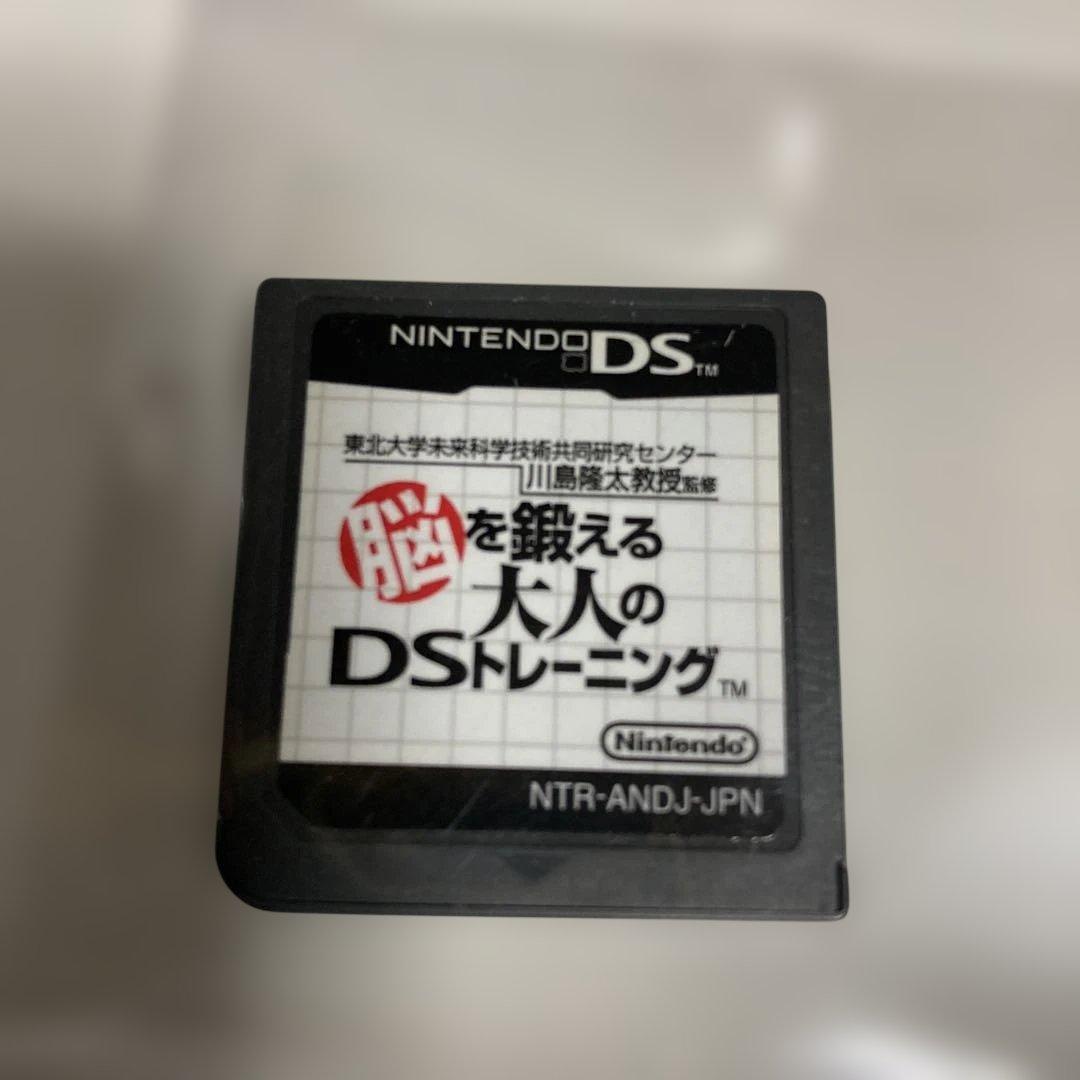 NINTENDO DS™
東北大学未来科学技術共同研究センター
川島隆太教授監修
脳を鍛える
大人の
DSトレーニング™
Nintendo®
NTR-ANDJ-JPN